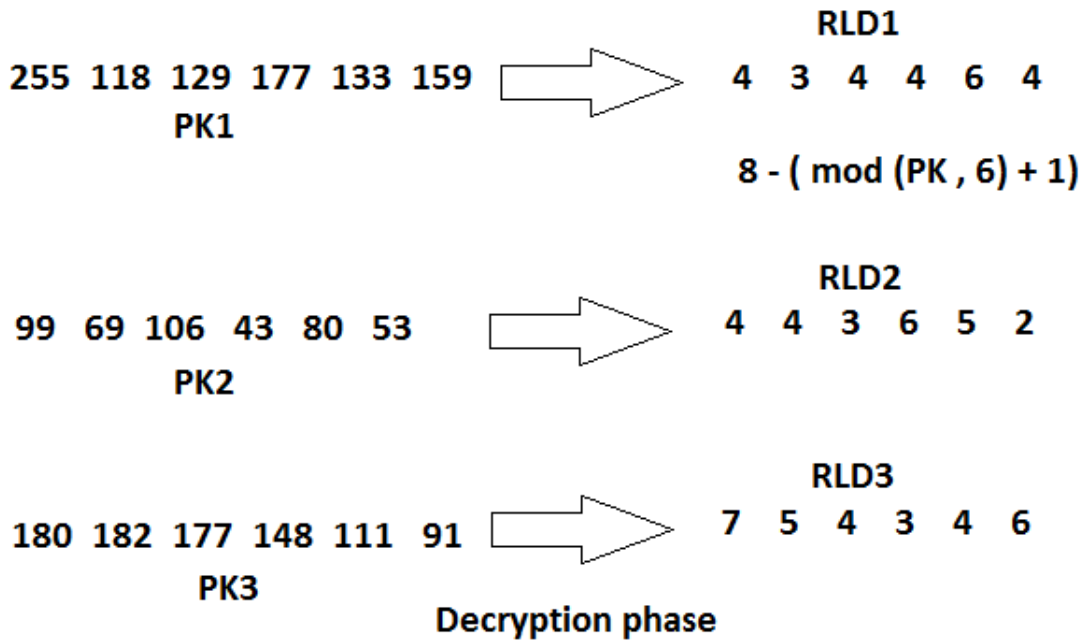 RLD1
255 118 129 177 133 159
4 3 4 4 6 4
PK1
8 - ( mod (PK , 6) + 1)
RLD2
99 69 106 43 80 53
4 4 3 6 5 2
PK2
RLD3
180 182 177 148 111 91
7 5 4 3 4 6
PK3
Decryption phase